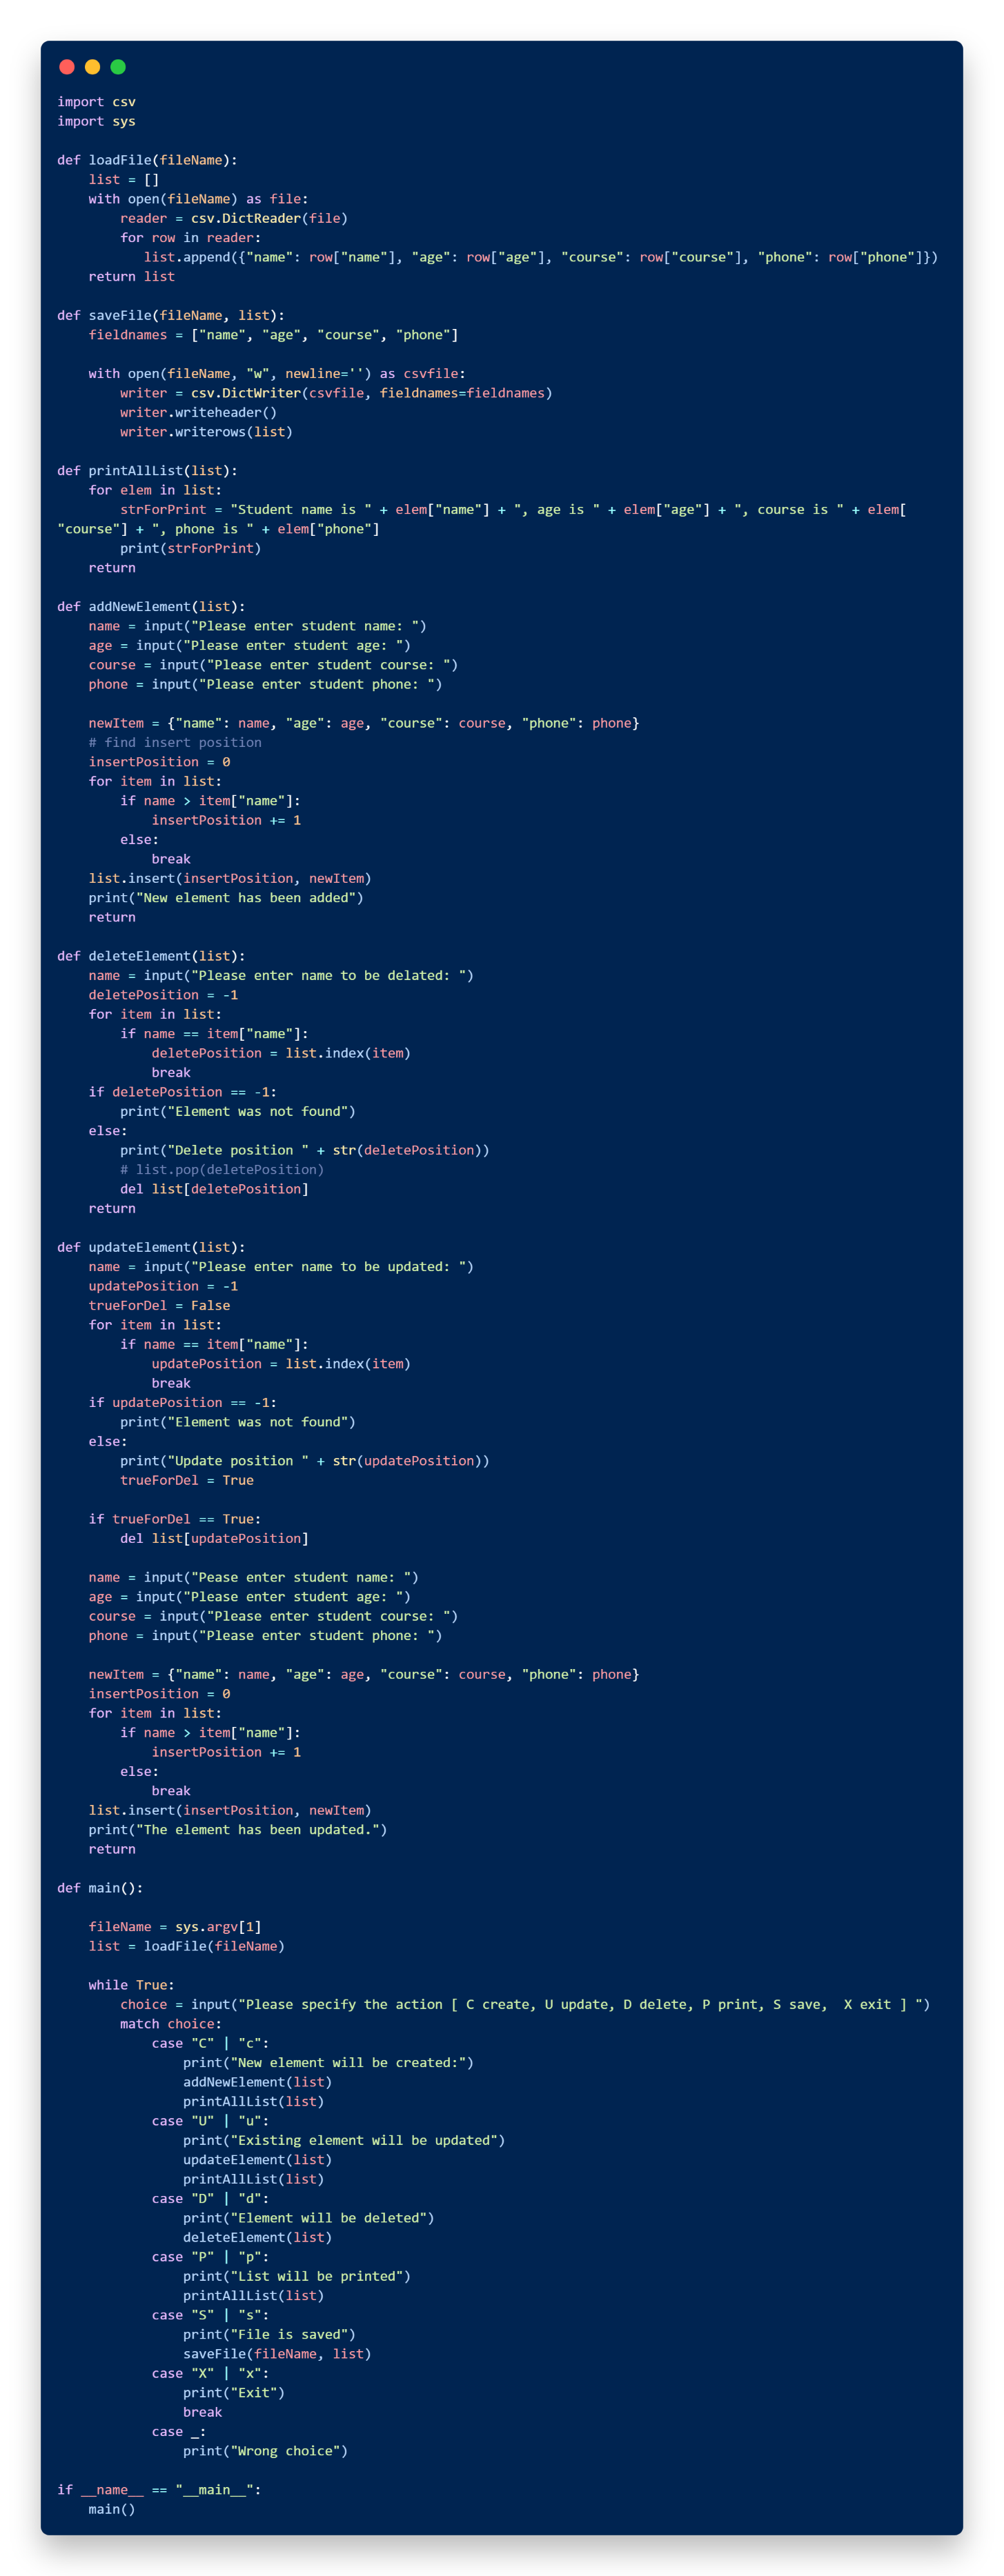 import csv
import sys

def loadFile(fileName):
    list = []
    with open(fileName) as file:
        reader = csv.DictReader(file)
        for row in reader:
           list.append({"name": row["name"], "age": row["age"], "course": row["course"], "phone": row["phone"]})
    return list

def saveFile(fileName, list):
    fieldnames = ["name", "age", "course", "phone"]

    with open(fileName, "w", newline='') as csvfile:
        writer = csv.DictWriter(csvfile, fieldnames=fieldnames)
        writer.writeheader()
        writer.writerows(list)

def printAllList(list):
    for elem in list:
        strForPrint = "Student name is " + elem["name"] + ", age is " + elem["age"] + ", course is " + elem[
"course"] + ", phone is " + elem["phone"]
        print(strForPrint)
    return

def addNewElement(list):
    name = input("Please enter student name: ")
    age = input("Please enter student age: ")
    course = input("Please enter student course: ")
    phone = input("Please enter student phone: ")

    newItem = {"name": name, "age": age, "course": course, "phone": phone}
    # find insert position
    insertPosition = 0
    for item in list:
        if name > item["name"]:
            insertPosition += 1
        else:
            break
    list.insert(insertPosition, newItem)
    print("New element has been added")
    return

def deleteElement(list):
    name = input("Please enter name to be delated: ")
    deletePosition = -1
    for item in list:
        if name == item["name"]:
            deletePosition = list.index(item)
            break
    if deletePosition == -1:
        print("Element was not found")
    else:
        print("Delete position " + str(deletePosition))
        # list.pop(deletePosition)
        del list[deletePosition]
    return

def updateElement(list):
    name = input("Please enter name to be updated: ")
    updatePosition = -1
    trueForDel = False
    for item in list:
        if name == item["name"]:
            updatePosition = list.index(item)
            break
    if updatePosition == -1:
        print("Element was not found")
    else:
        print("Update position " + str(updatePosition))
        trueForDel = True

    if trueForDel == True:
        del list[updatePosition]

    name = input("Pease enter student name: ")
    age = input("Please enter student age: ")
    course = input("Please enter student course: ")
    phone = input("Please enter student phone: ")

    newItem = {"name": name, "age": age, "course": course, "phone": phone}
    insertPosition = 0
    for item in list:
        if name > item["name"]:
            insertPosition += 1
        else:
            break
    list.insert(insertPosition, newItem)
    print("The element has been updated.")
    return

def main():

    fileName = sys.argv[1]
    list = loadFile(fileName)

    while True:
        choice = input("Please specify the action [ C create, U update, D delete, P print, S save,  X exit ] ")
        match choice:
            case "C" | "c":
                print("New element will be created:")
                addNewElement(list)
                printAllList(list)
            case "U" | "u":
                print("Existing element will be updated")
                updateElement(list)
                printAllList(list)
            case "D" | "d":
                print("Element will be deleted")
                deleteElement(list)
            case "P" | "p":
                print("List will be printed")
                printAllList(list)
            case "S" | "s":
                print("File is saved")
                saveFile(fileName, list)
            case "X" | "x":
                print("Exit")
                break
            case _:
                print("Wrong choice")

if __name__ == "__main__":
    main()